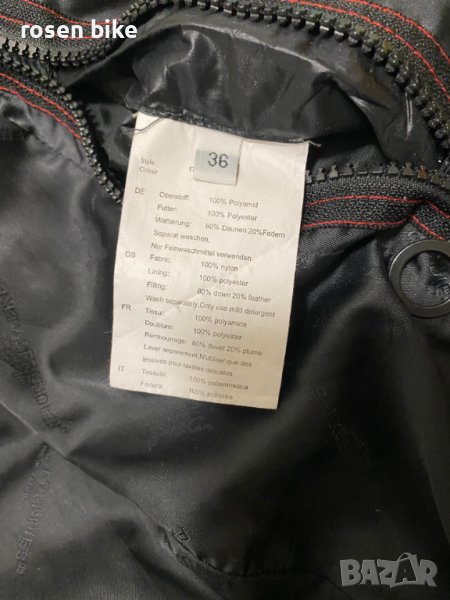 rosen bike
Style
Colour
36
DE Oberstoff: 100% Polyamid
Futter: 100% Polyester
Wattierung: 80% Daunen 20%Federn
Separat waschen.
Nur Feinwaschmittel verwenden
GB Fabric: 100% nylon
Lining: 100% polyester
Filling: 80% down 20% feather
Wash separately.Only use mild detergent
FR Tissu: 100% polyamide
Doublure: 100% polyester
Rembourrage: 80% duvet 20% plume
Laver separement.N'utiliser que des
lessives pour textiles delicates
IT Tessuto: 100%
Fodera: 100% poliestre
BAZAR